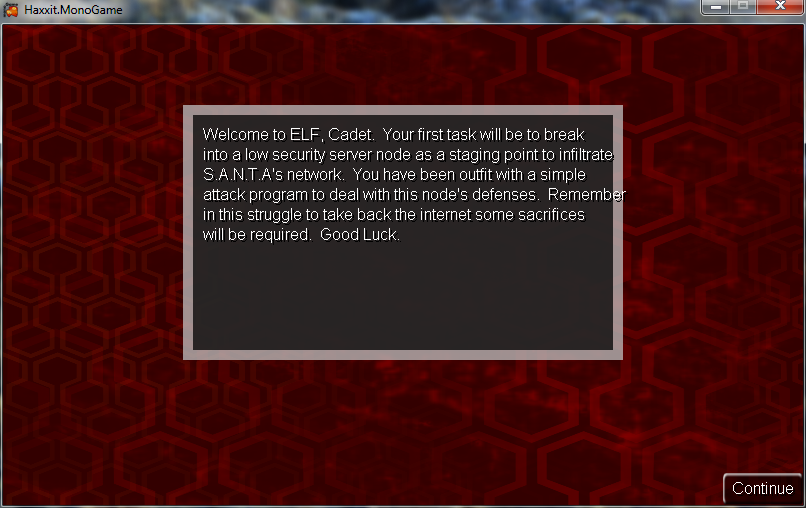 Haxxit.MonoGame
Welcome to ELF, Cadet.  Your first task will be to break
into a low security server node as a staging point to infiltrate
S.A.N.T.A's network.  You have been outfit with a simple
attack program to deal with this node's defenses.  Remember
in this struggle to take back the internet some sacrifices
will be required.  Good Luck.
Continue